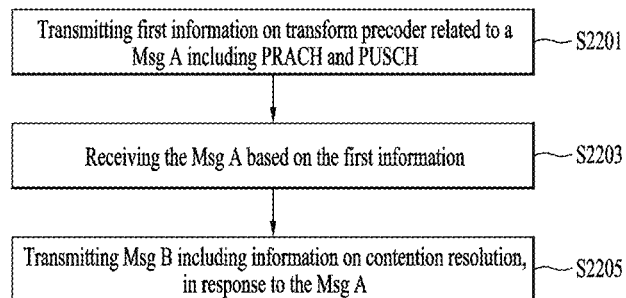 Transmitting first information on transform precoder related to a
Msg A including PRACH and PUSCH
S2201
Receiving the Msg A based on the first information
S2203
Transmitting Msg B including information on contention resolution,
in response to the Msg A
S2205